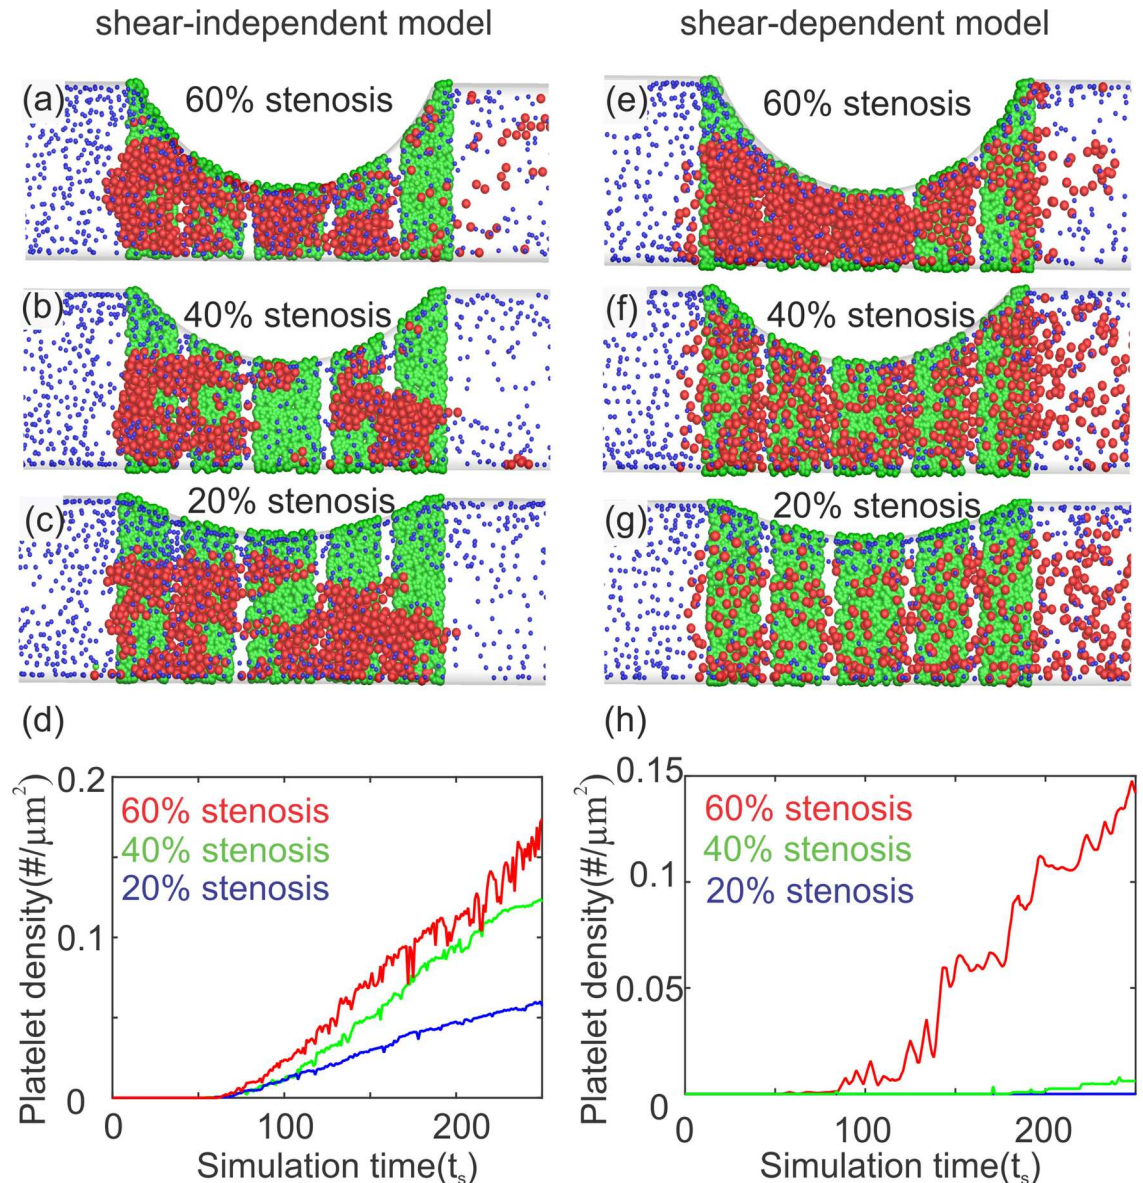 shear-independent model
shear-dependent model
(a)
60% stenosis
(e)
60% stenosis
(b)
40% stenosis
(f)
40% stenosis
(c)
20% stenosis
(g)
20% stenosis
(d)
(h)
Platelet density(#/μm²)
0.2
0.1
0
60% stenosis
40% stenosis
20% stenosis
0
100
200
Simulation time(tₛ)
Platelet density(#/μm²)
0.15
0.1
0.05
0
60% stenosis
40% stenosis
20% stenosis
0
100
200
Simulation time(tₛ)